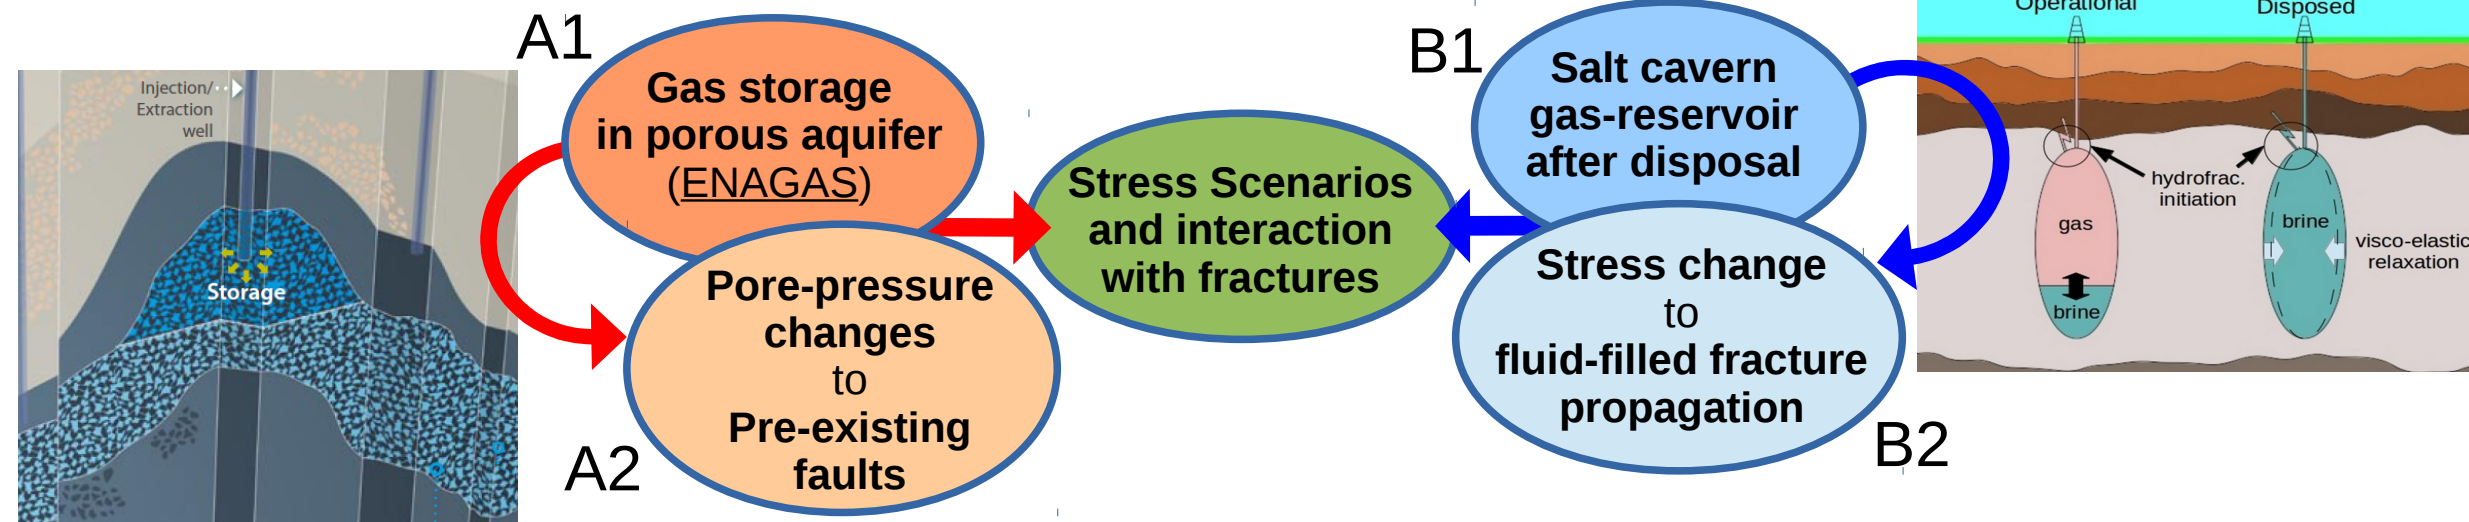 Injection/
Extraction
well
Storage
A1
Gas storage
in porous aquifer
(ENAGAS)
Pore-pressure
changes
to
Pre-existing
faults
A2
Stress Scenarios
and interaction
with fractures
B1
Salt cavern
gas-reservoir
after disposal
Stress change
to
fluid-filled fracture
propagation
B2
Operational
Disposed
hydrofrac.
initiation
gas
brine
brine
visco-elastic
relaxation